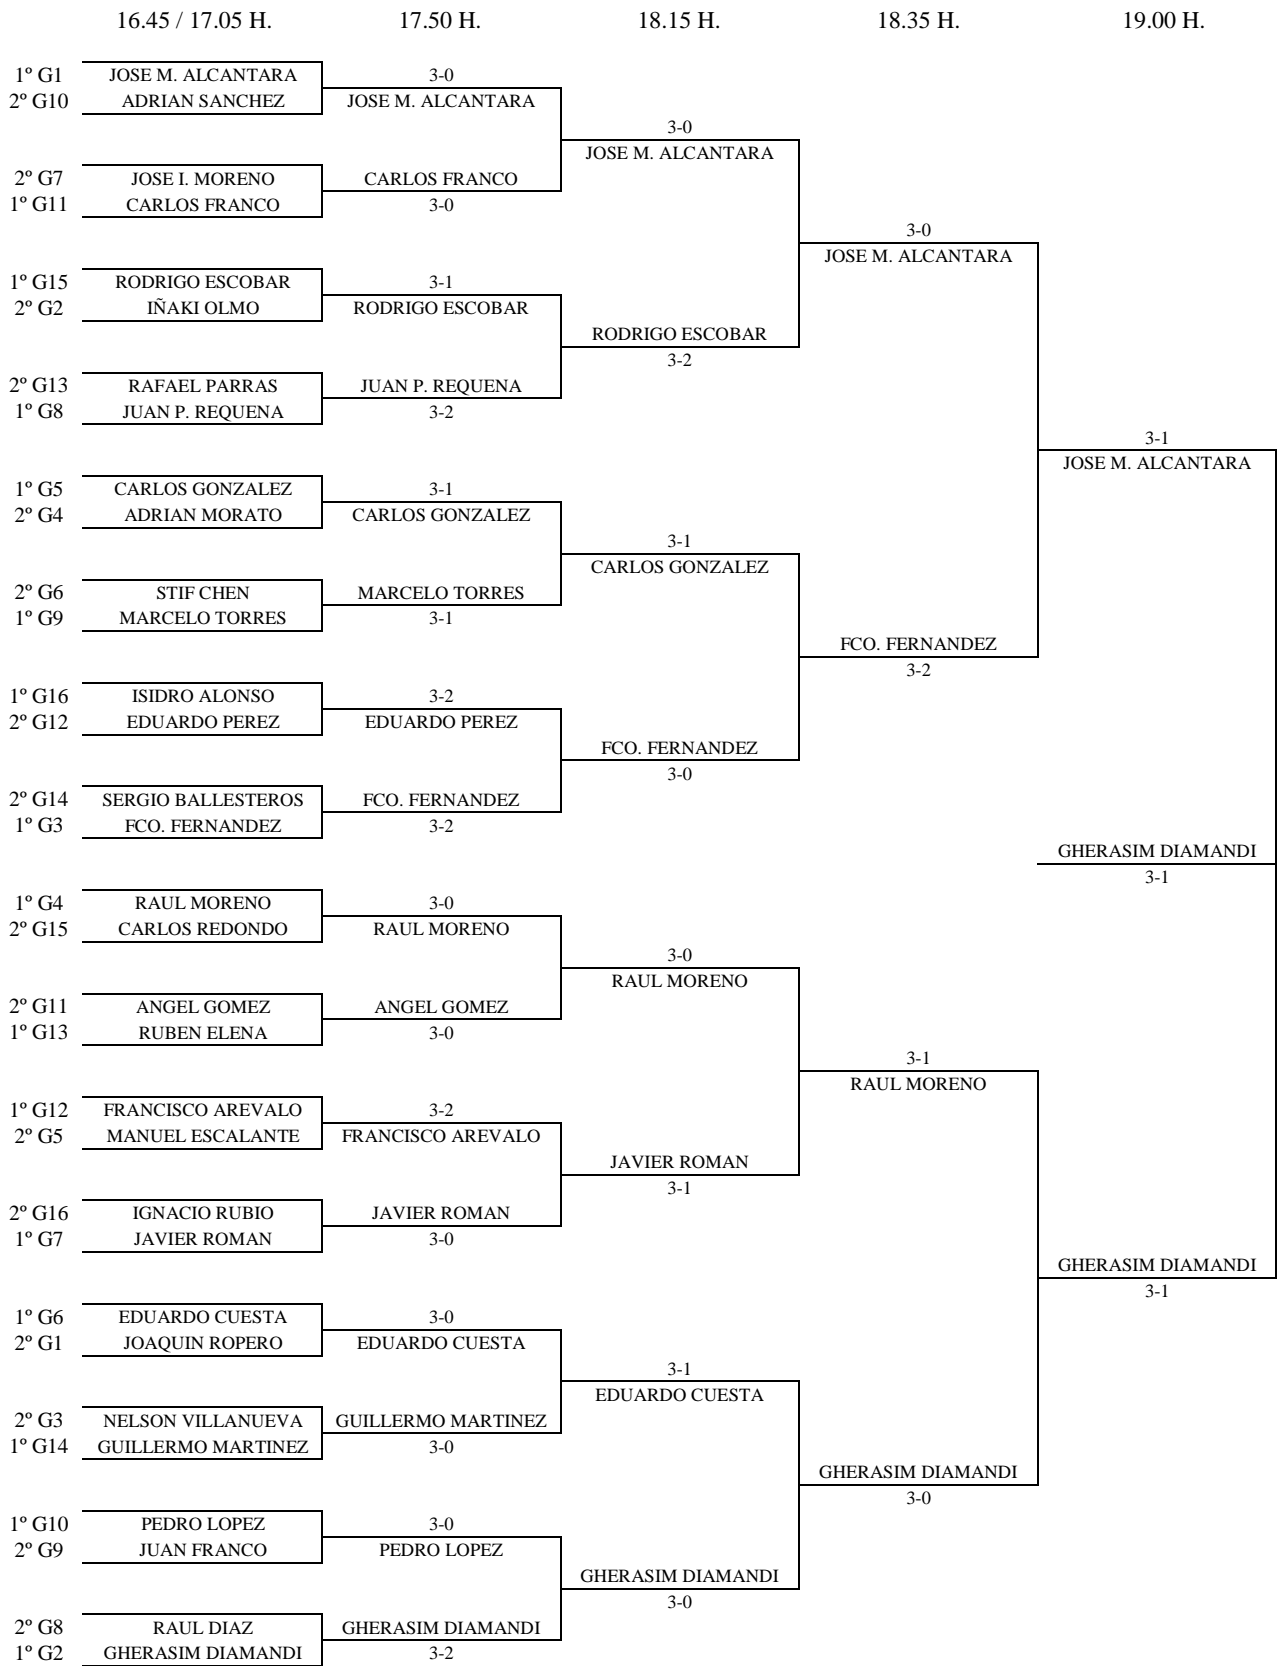 16.45 / 17.05 H. 17.50 H. 18.15 H. 18.35 H. 19.00 H.
1º G1 JOSE M. ALCANTARA 3-0
2º G10 ADRIAN SANCHEZ JOSE M. ALCANTARA
3-0
JOSE M. ALCANTARA
2º G7 JOSE I. MORENO CARLOS FRANCO
1º G11 CARLOS FRANCO 3-0
3-0
JOSE M. ALCANTARA
1º G15 RODRIGO ESCOBAR 3-1
2º G2 IÑAKI OLMO RODRIGO ESCOBAR
RODRIGO ESCOBAR
3-2
2º G13 RAFAEL PARRAS JUAN P. REQUENA
1º G8 JUAN P. REQUENA 3-2
3-1
JOSE M. ALCANTARA
1º G5 CARLOS GONZALEZ 3-1
2º G4 ADRIAN MORATO CARLOS GONZALEZ
3-1
CARLOS GONZALEZ
2º G6 STIF CHEN MARCELO TORRES
1º G9 MARCELO TORRES 3-1
FCO. FERNANDEZ
3-2
1º G16 ISIDRO ALONSO 3-2
2º G12 EDUARDO PEREZ EDUARDO PEREZ
FCO. FERNANDEZ
3-0
2º G14 SERGIO BALLESTEROS FCO. FERNANDEZ
1º G3 FCO. FERNANDEZ 3-2
GHERASIM DIAMANDI
3-1
1º G4 RAUL MORENO 3-0
2º G15 CARLOS REDONDO RAUL MORENO
3-0
RAUL MORENO
2º G11 ANGEL GOMEZ ANGEL GOMEZ
1º G13 RUBEN ELENA 3-0
3-1
RAUL MORENO
1º G12 FRANCISCO AREVALO 3-2
2º G5 MANUEL ESCALANTE FRANCISCO AREVALO
JAVIER ROMAN
3-1
2º G16 IGNACIO RUBIO JAVIER ROMAN
1º G7 JAVIER ROMAN 3-0
GHERASIM DIAMANDI
3-1
1º G6 EDUARDO CUESTA 3-0
2º G1 JOAQUIN ROPERO EDUARDO CUESTA
3-1
EDUARDO CUESTA
2º G3 NELSON VILLANUEVA GUILLERMO MARTINEZ
1º G14 GUILLERMO MARTINEZ 3-0
GHERASIM DIAMANDI
3-0
1º G10 PEDRO LOPEZ 3-0
2º G9 JUAN FRANCO PEDRO LOPEZ
GHERASIM DIAMANDI
3-0
2º G8 RAUL DIAZ GHERASIM DIAMANDI
1º G2 GHERASIM DIAMANDI 3-2